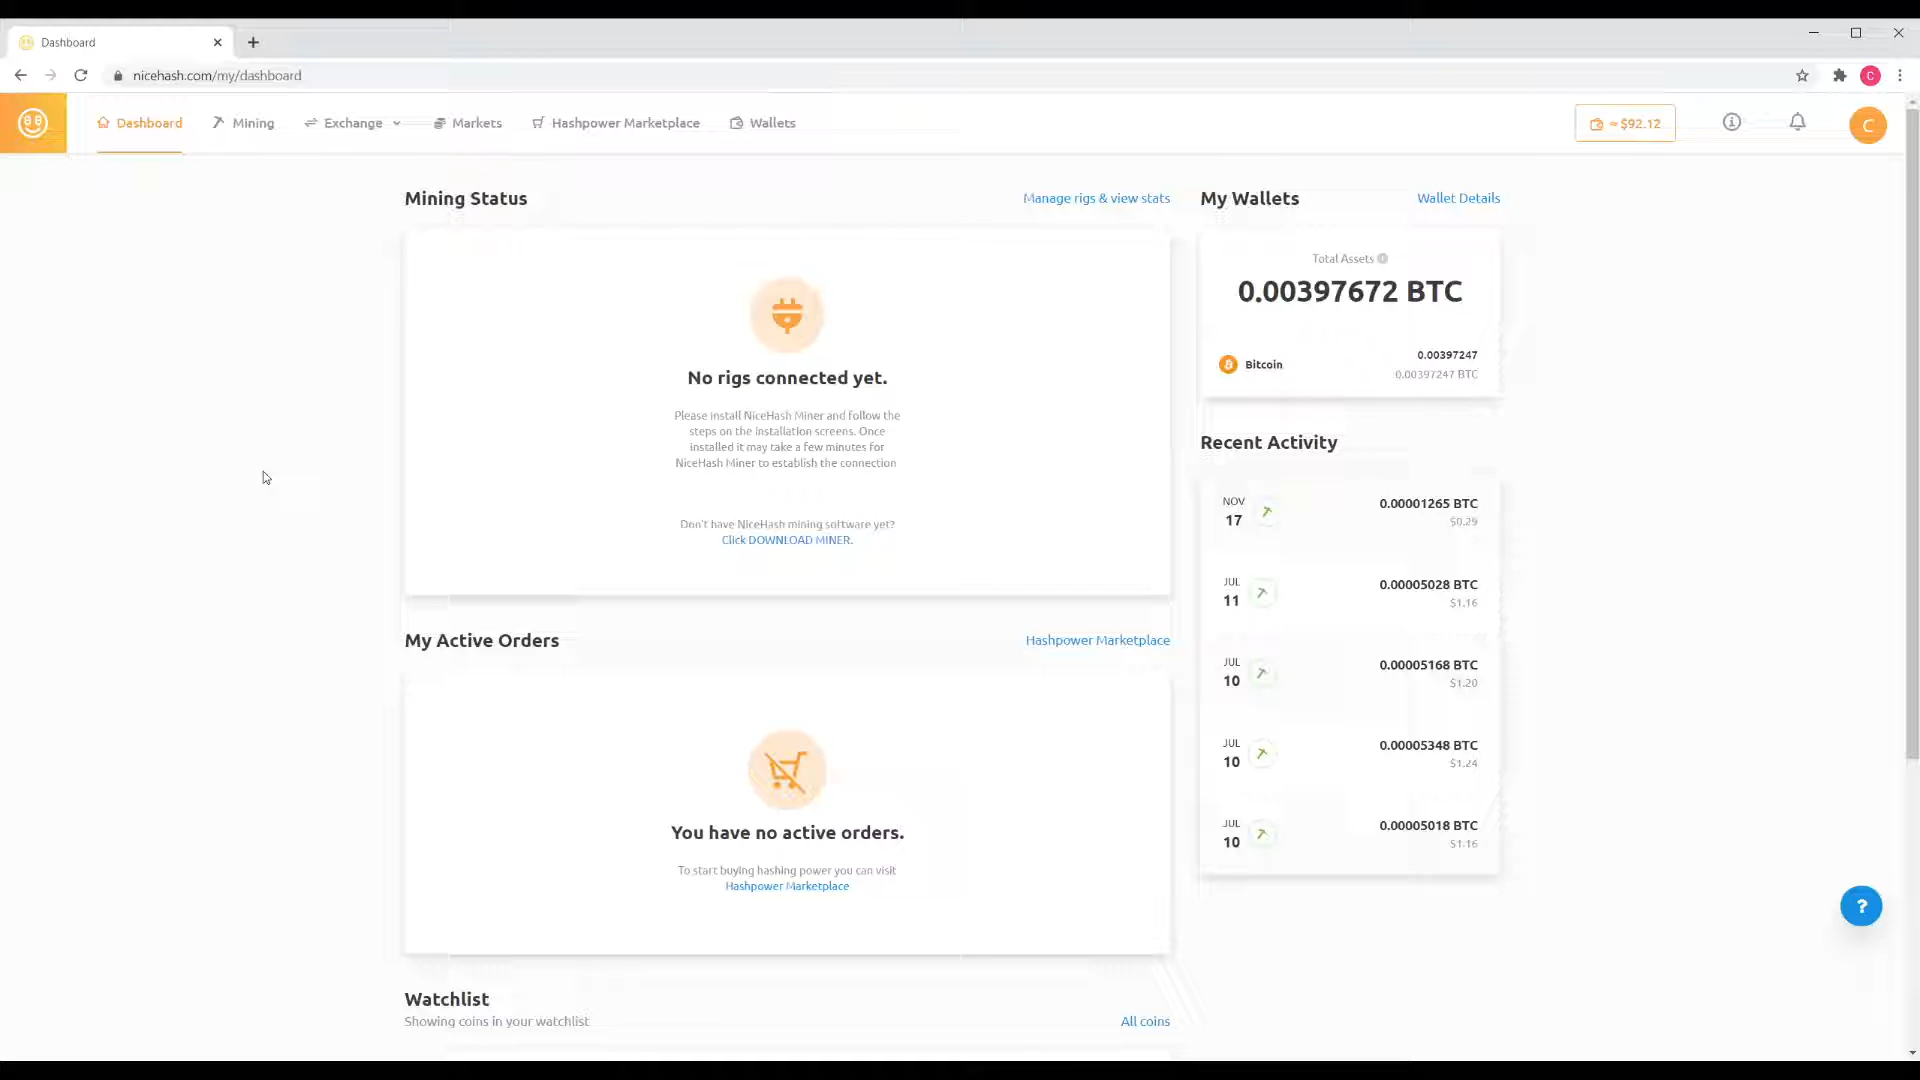 Dashboard
nicehash.com/my/dashboard
C
Dashboard
Mining
Exchange
Markets
Hashpower Marketplace
Wallets
≈ $92.12
C
Mining Status
Manage rigs & view stats
No rigs connected yet.
Please install NiceHash Miner and follow the
steps on the installation screens. Once
installed it may take a few minutes for
NiceHash Miner to establish the connection
Don't have NiceHash mining software yet?
Click DOWNLOAD MINER.
My Active Orders
Hashpower Marketplace
You have no active orders.
To start buying hashing power you can visit
Hashpower Marketplace
Watchlist
Showing coins in your watchlist
All coins
My Wallets
Wallet Details
Total Assets
0.00397672 BTC
Bitcoin
0.00397247
0.00397247 BTC
Recent Activity
NOV
17
0.00001265 BTC
$0.29
JUL
11
0.00005028 BTC
$1.16
JUL
10
0.00005168 BTC
$1.20
JUL
10
0.00005348 BTC
$1.24
JUL
10
0.00005018 BTC
$1.16
?